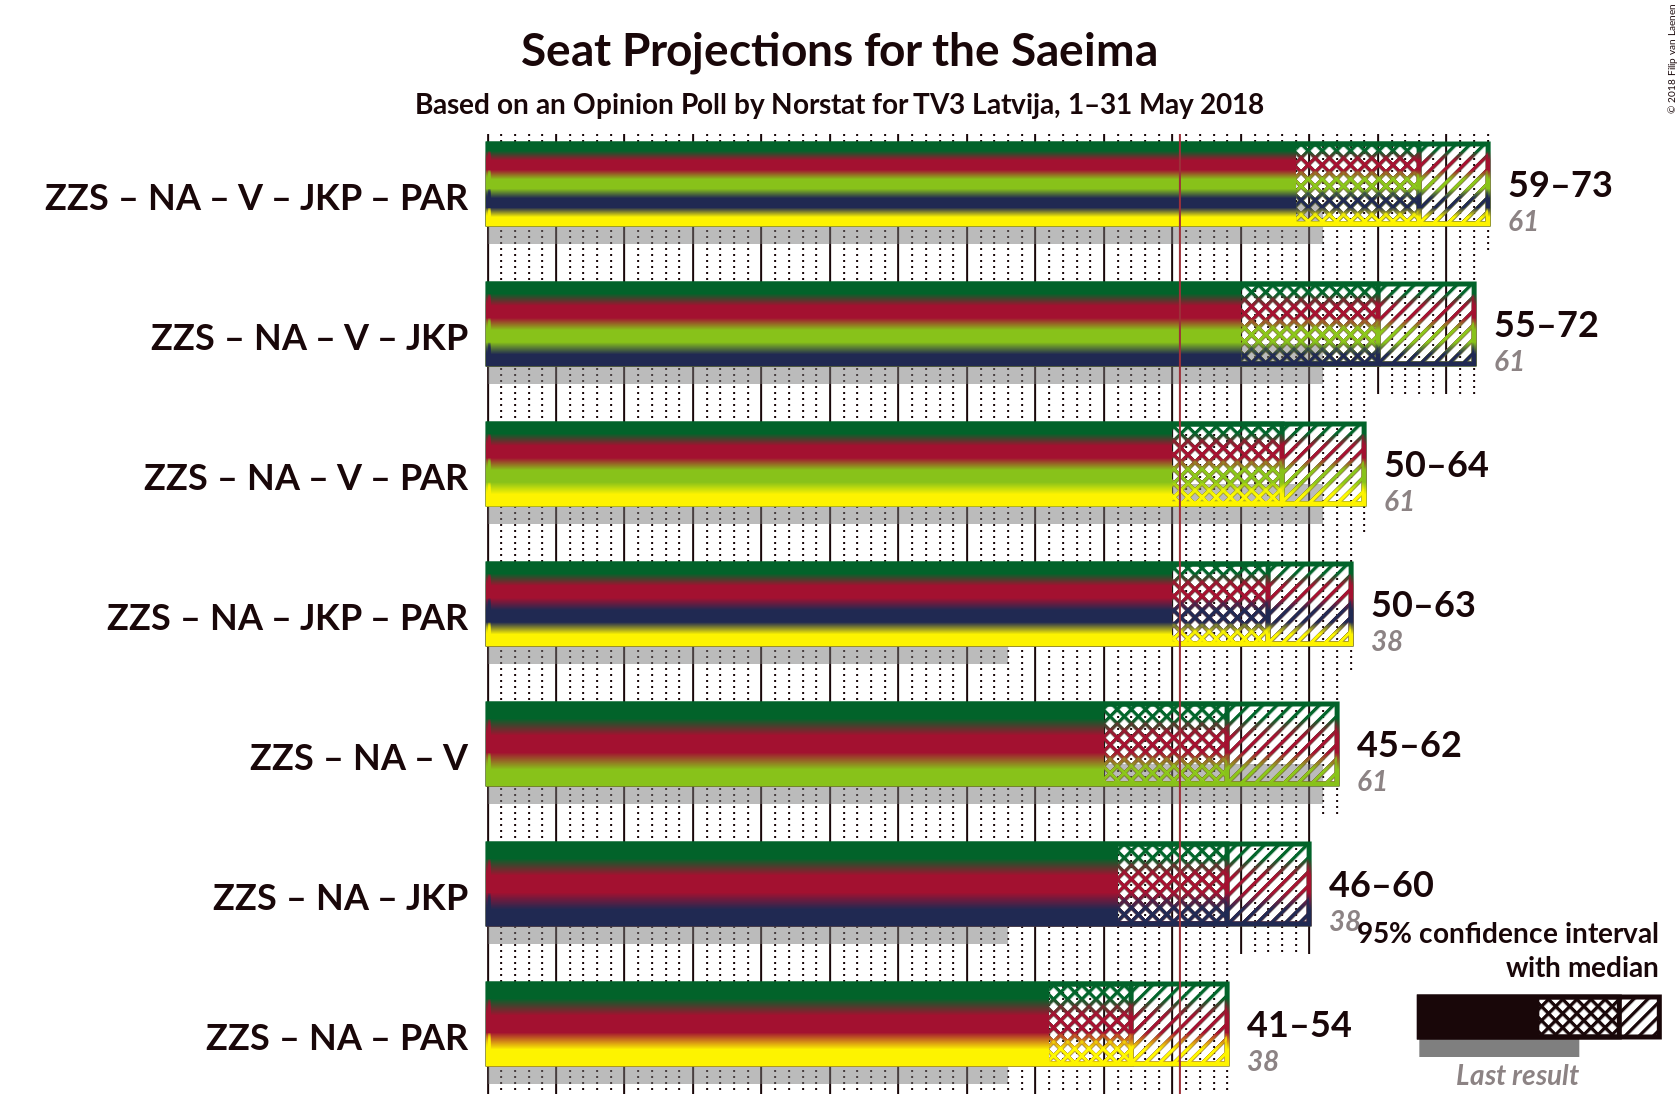 Seat Projections for the Saeima
Based on an Opinion Poll by Norstat for TV3 Latvija, 1–31 May 2018
© 2018 Filip van Laenen
ZZS – NA – V – JKP – PAR
59–73
61
ZZS – NA – V – JKP
55–72
61
ZZS – NA – V – PAR
50–64
61
ZZS – NA – JKP – PAR
50–63
38
ZZS – NA – V
45–62
61
ZZS – NA – JKP
46–60
38
ZZS – NA – PAR
41–54
38
95% confidence interval
with median
Last result